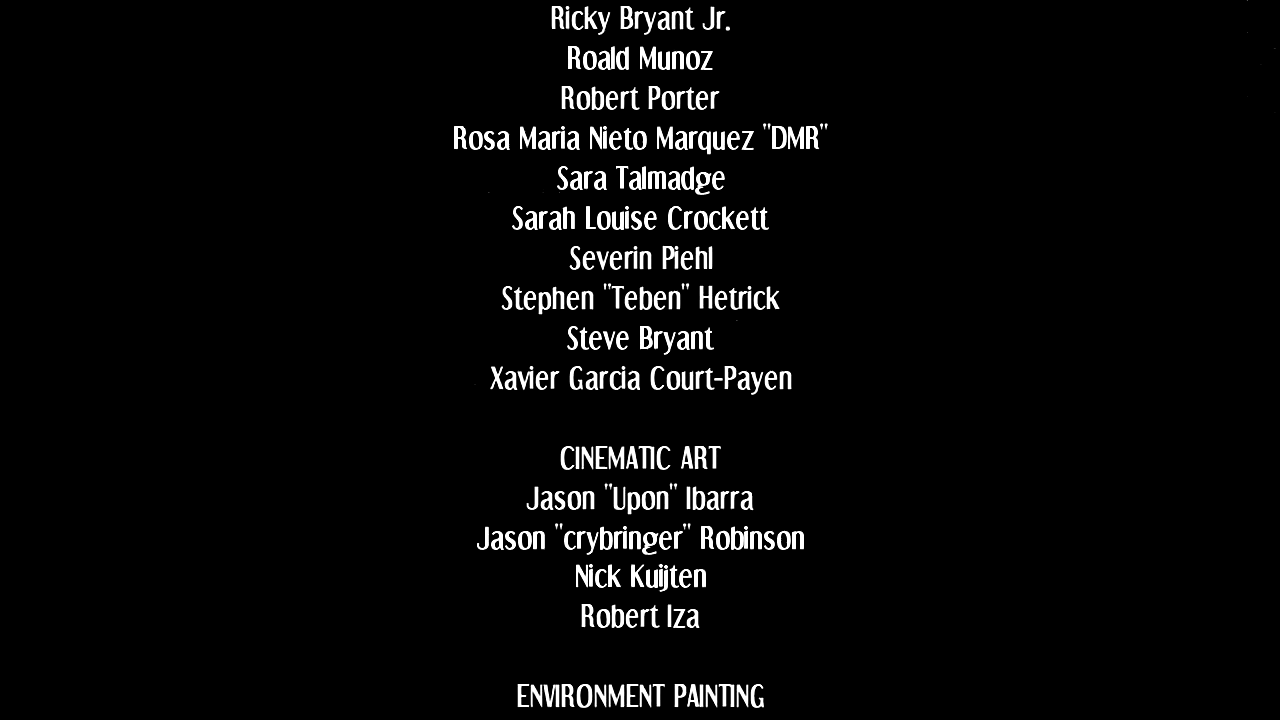 Ricky Bryant Jr.
Roald Munoz
Robert Porter
Rosa Maria Nieto Marquez "DMR"
Sara Talmadge
Sarah Louise Crockett
Severin Piehl
Stephen "Teben" Hetrick
Steve Bryant
Xavier Garcia Court-Payen
CINEMATIC ART
Jason "Upon" Ibarra
Jason "crybringer" Robinson
Nick Kuijten
Robert Iza
ENVIRONMENT PAINTING